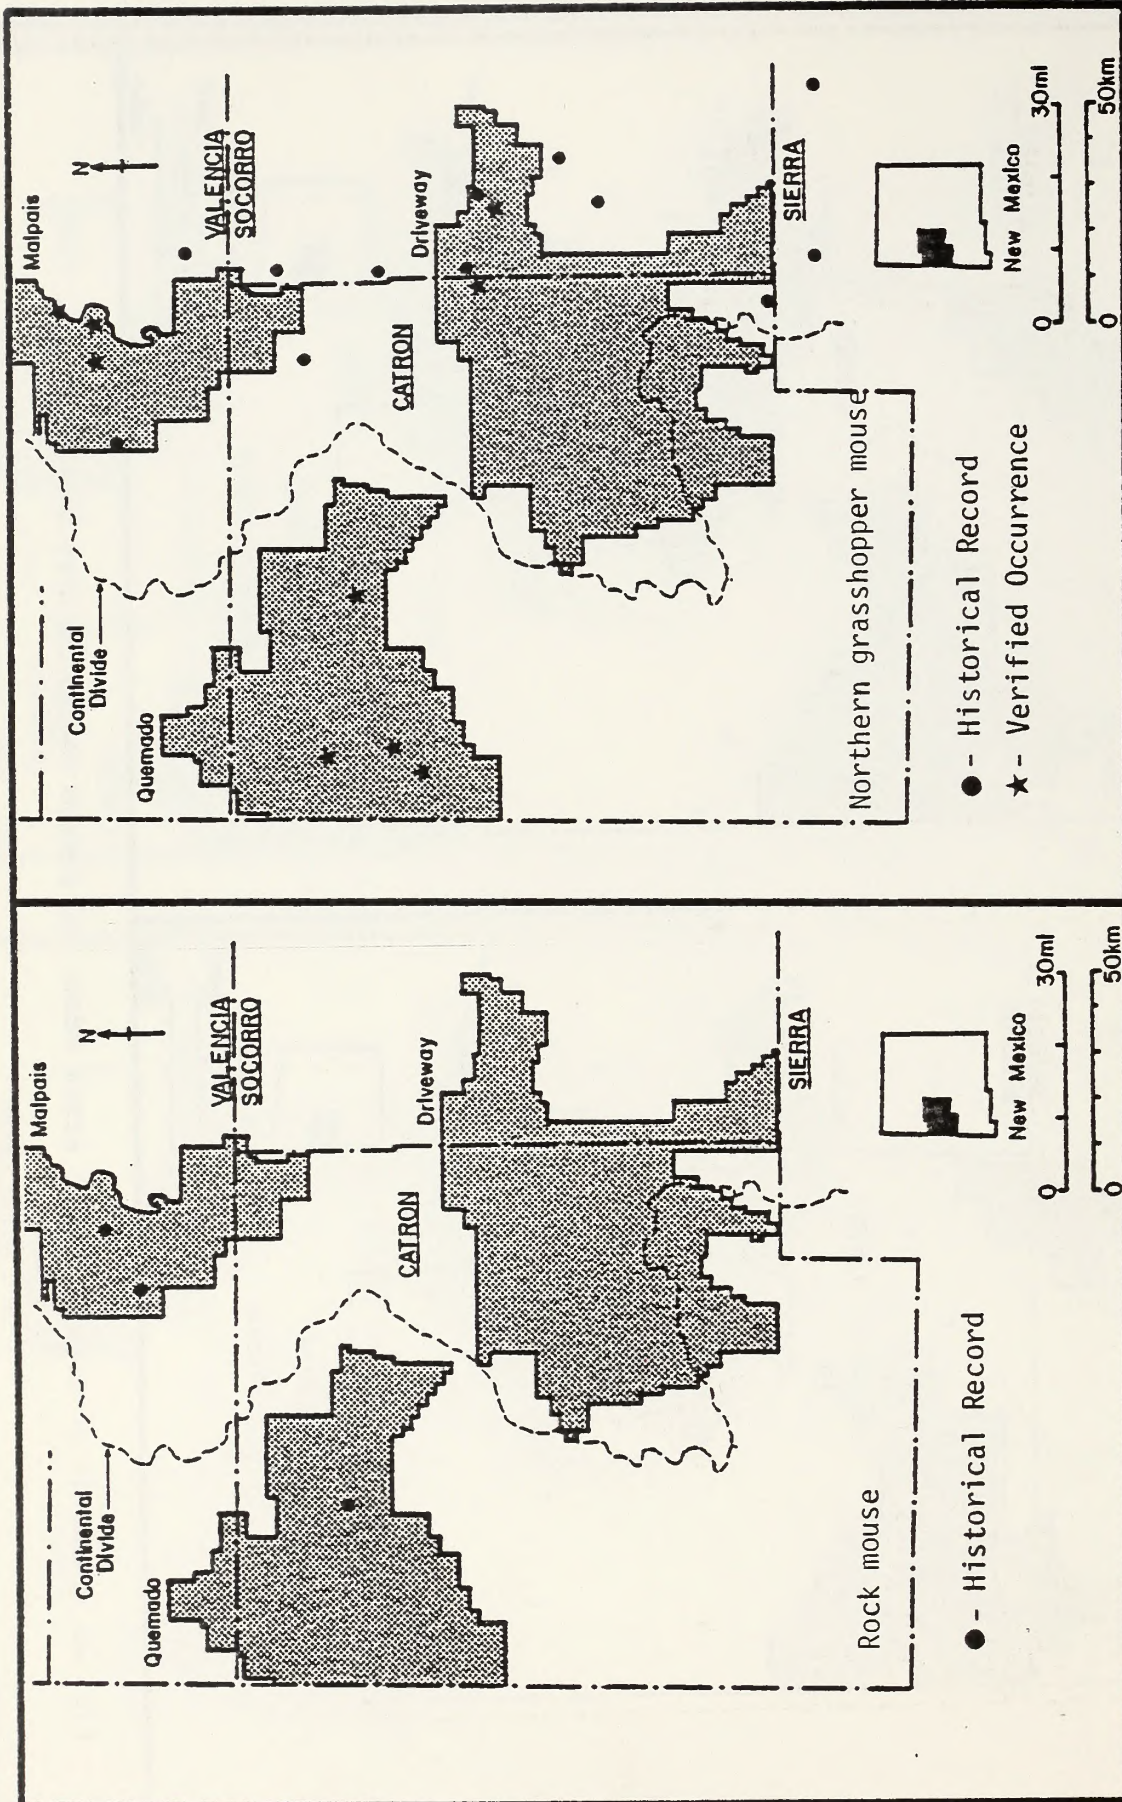 Malpais
N
VALENCIA
SOCORRO
Continental
Divide
Quemado
CATRON
Driveway
SIERRA
Rock mouse
● - Historical Record
New Mexico
0 30mi
0 50km
Malpais
N
VALENCIA
SOCORRO
Continental
Divide
Quemado
CATRON
Driveway
SIERRA
Northern grasshopper mouse
● - Historical Record
★ - Verified Occurrence
New Mexico
0 30mi
0 50km